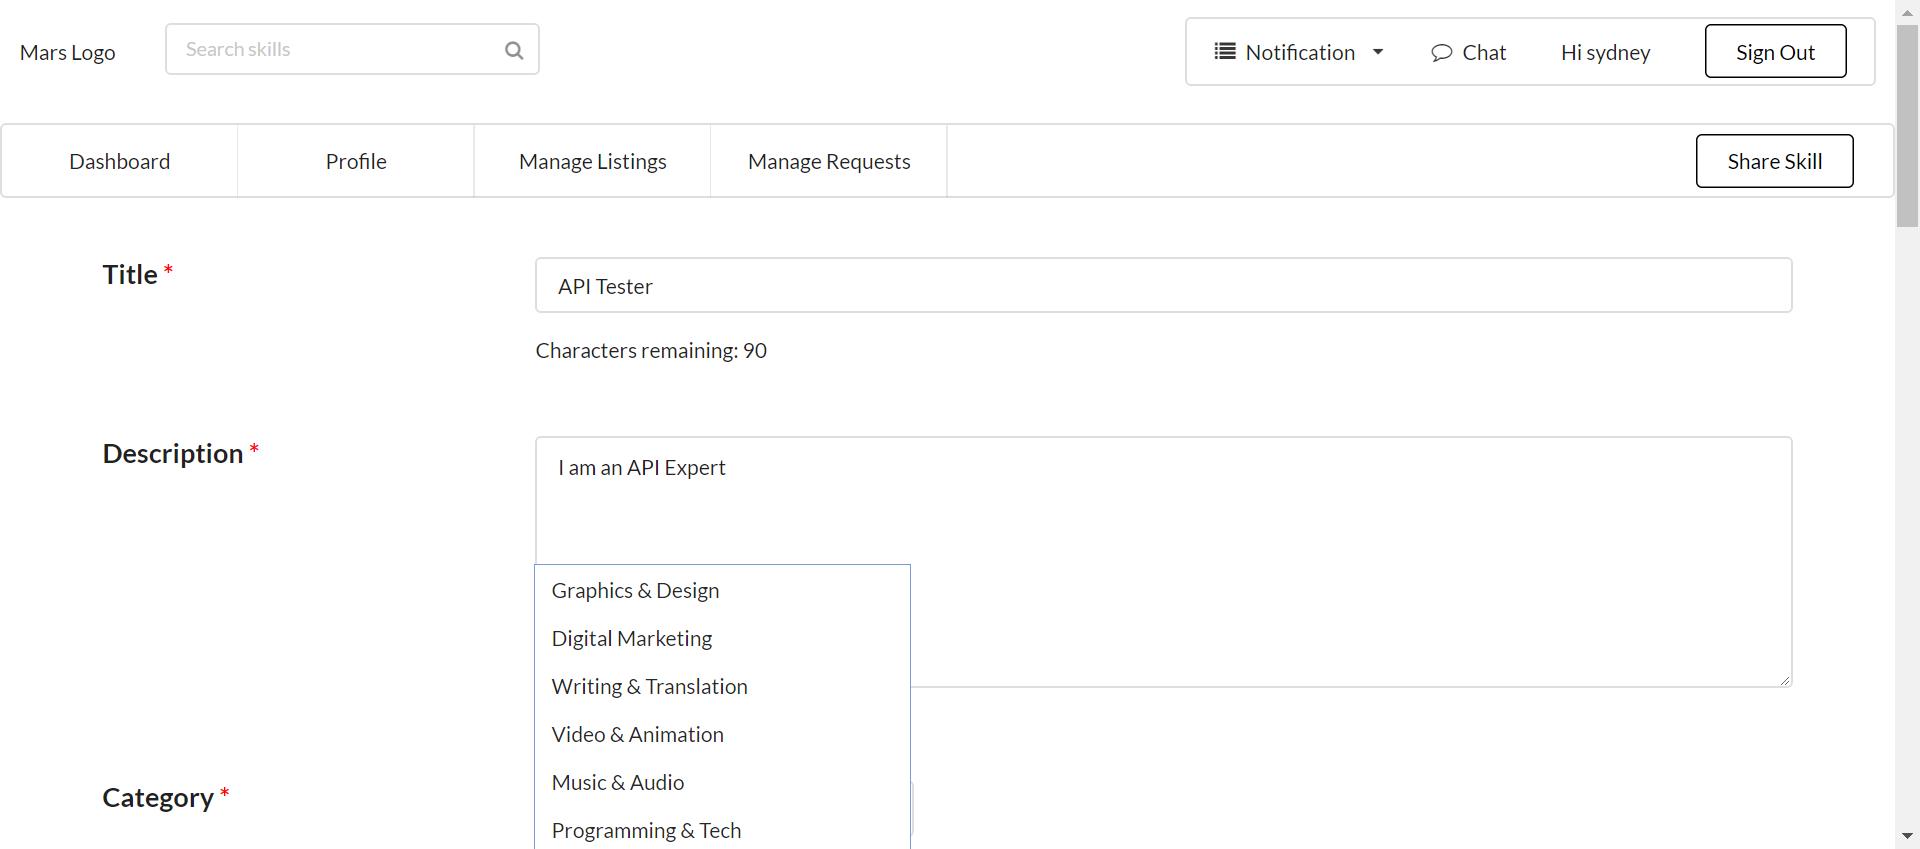 Mars Logo
Search skills
Notification
Chat
Hi sydney
Sign Out
Dashboard
Profile
Manage Listings
Manage Requests
Share Skill
Title *
API Tester
Characters remaining: 90
Description *
I am an API Expert
Graphics & Design
Digital Marketing
Writing & Translation
Video & Animation
Music & Audio
Category *
Programming & Tech